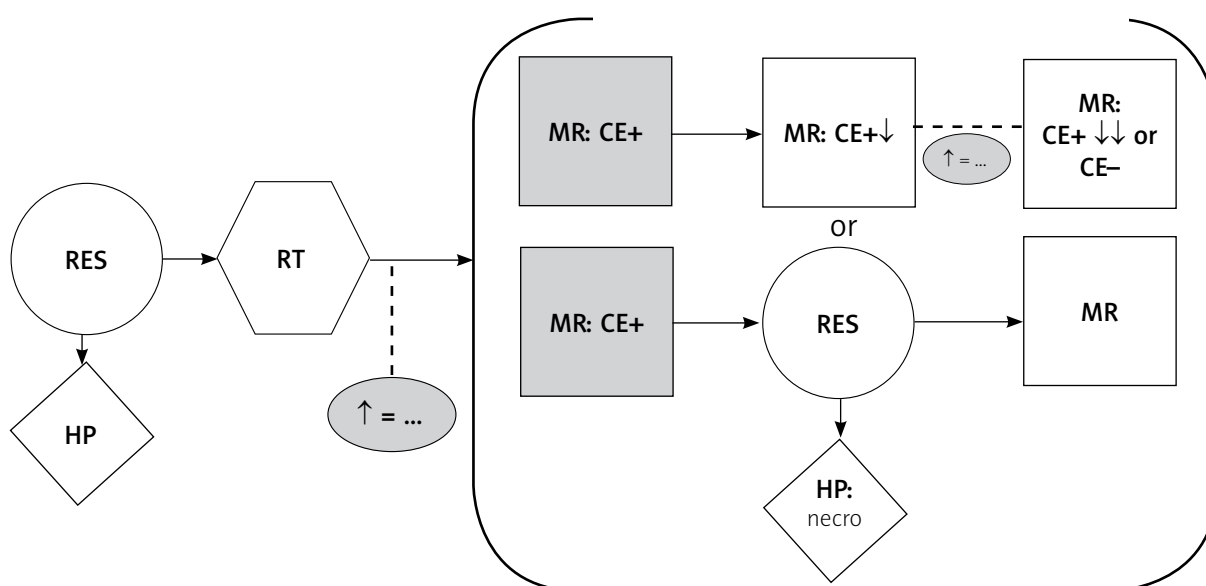 MR: CE+
MR: CE+↓
↑ = ...
MR:
CE+ ↓↓ or
CE–
or
RES
RT
MR: CE+
RES
MR
HP
↑ = ...
HP:
necro